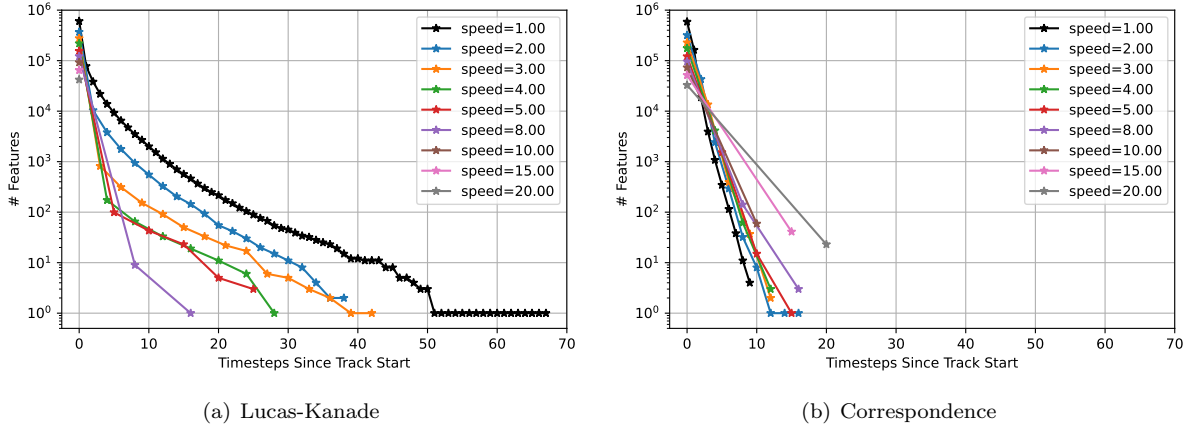 10^6
10^5
10^4
10^3
10^2
10^1
10^0
# Features
0 10 20 30 40 50 60 70
Timesteps Since Track Start
speed=1.00
speed=2.00
speed=3.00
speed=4.00
speed=5.00
speed=8.00
speed=10.00
speed=15.00
speed=20.00
(a) Lucas-Kanade
10^6
10^5
10^4
10^3
10^2
10^1
10^0
# Features
0 10 20 30 40 50 60 70
Timesteps Since Track Start
speed=1.00
speed=2.00
speed=3.00
speed=4.00
speed=5.00
speed=8.00
speed=10.00
speed=15.00
speed=20.00
(b) Correspondence